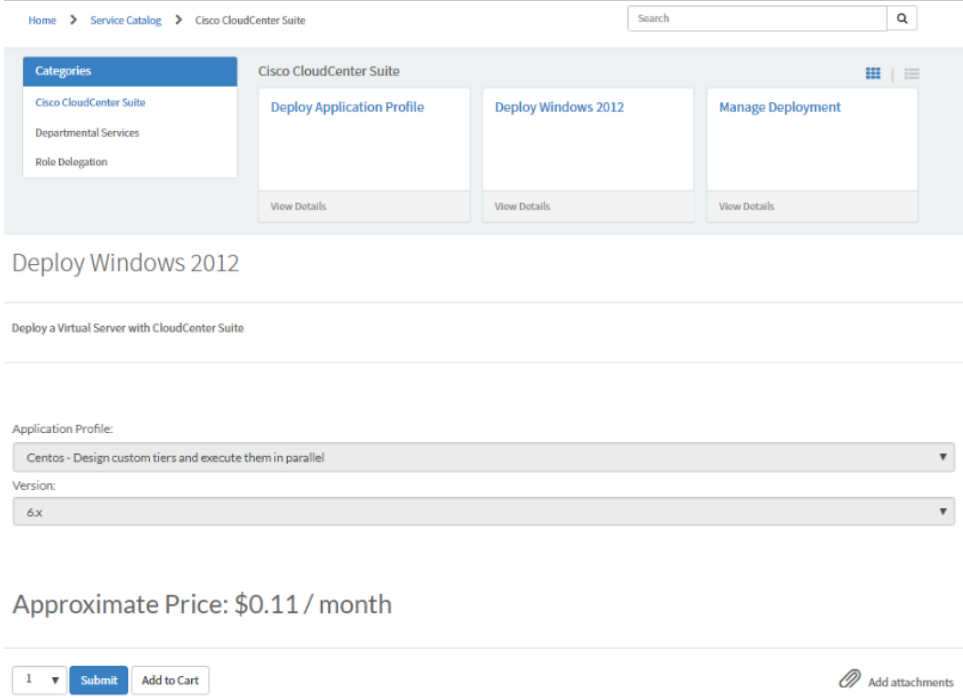 Home > Service Catalog > Cisco CloudCenter Suite
Search
Categories
Cisco CloudCenter Suite
Departmental Services
Role Delegation
Cisco CloudCenter Suite
Deploy Application Profile
View Details
Deploy Windows 2012
View Details
Manage Deployment
View Details
Deploy Windows 2012
Deploy a Virtual Server with CloudCenter Suite
Application Profile:
Centos - Design custom tiers and execute them in parallel
Version:
6.x
Approximate Price: $0.11 / month
1
Submit
Add to Cart
Add attachments